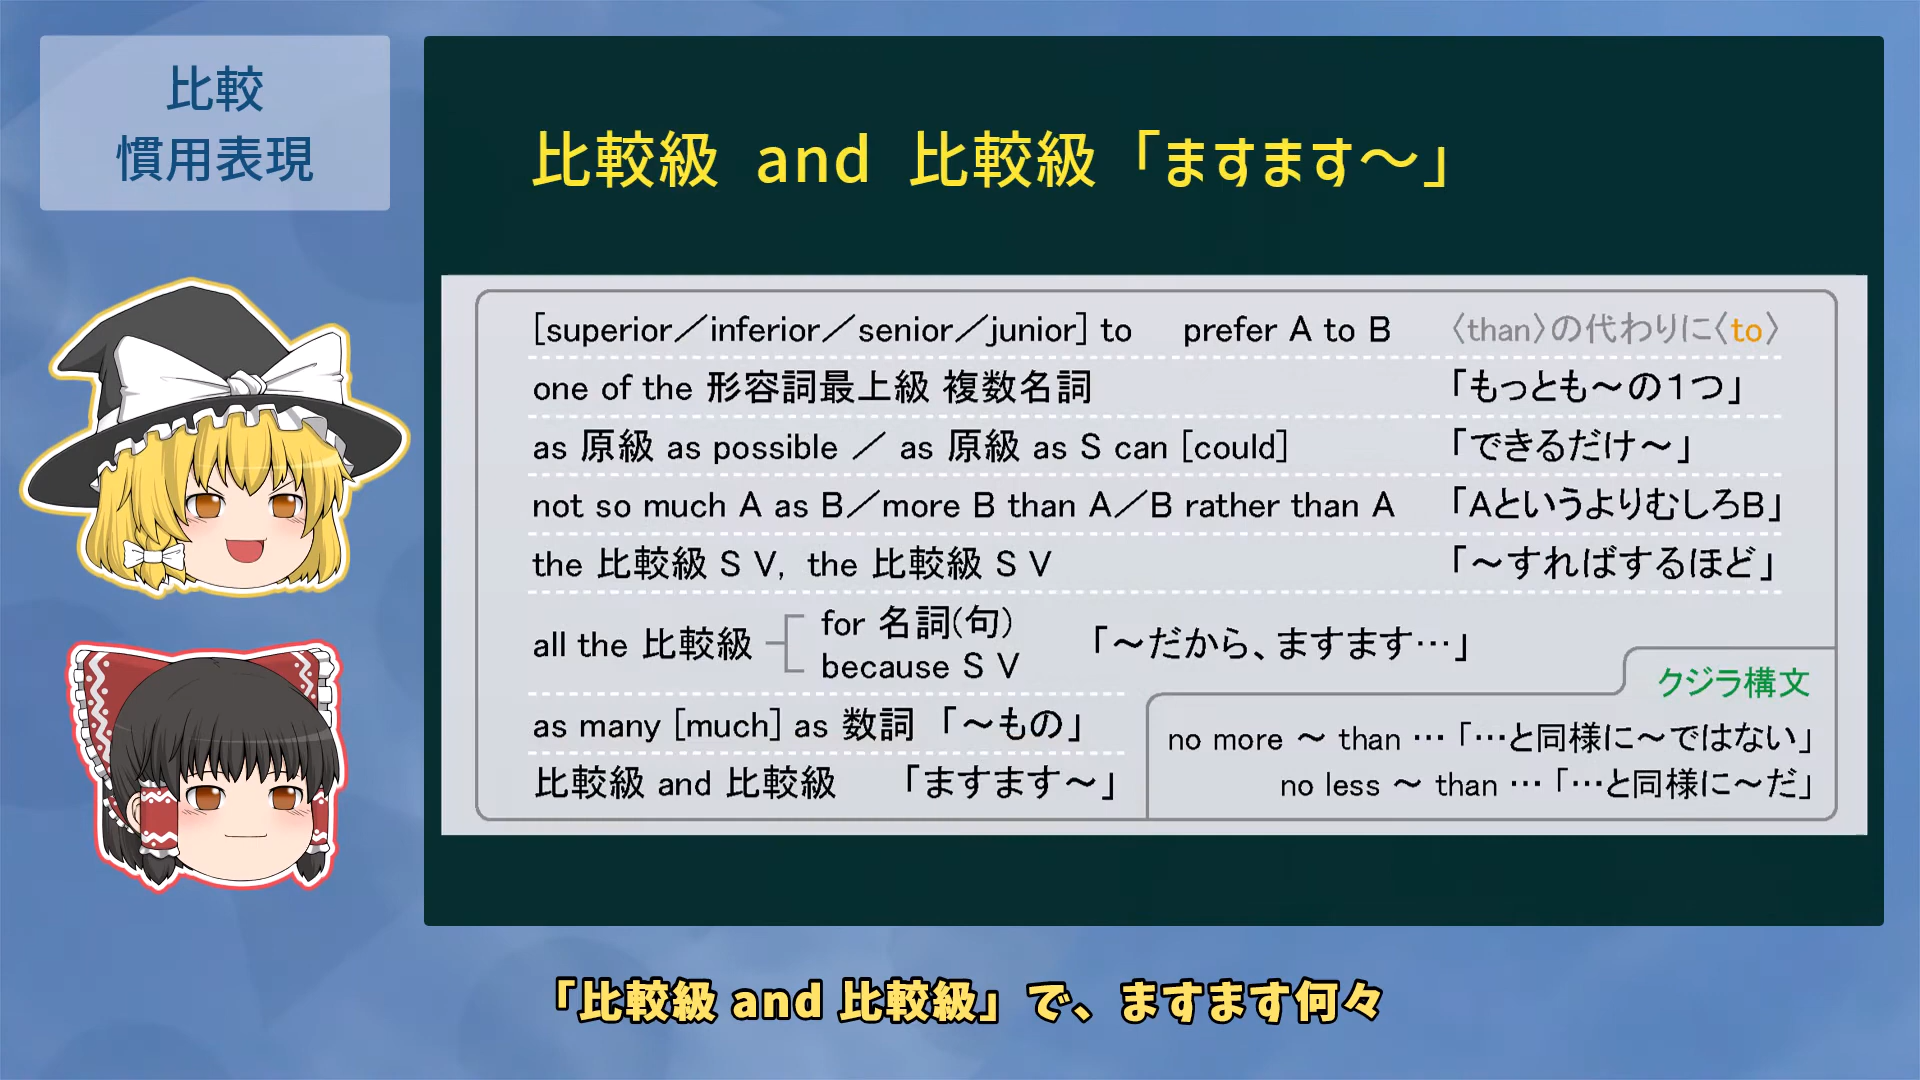 比較
慣用表現
比較級 and 比較級「ますます～」
[superior／inferior／senior／junior] to　prefer A to B　〈than〉の代わりに〈to〉
one of the 形容詞最上級 複数名詞　「もっとも～の１つ」
as 原級 as possible ／ as 原級 as S can [could]　「できるだけ～」
not so much A as B／more B than A／B rather than A　「AというよりむしろB」
the 比較級 S V, the 比較級 S V　「～すればするほど」
all the 比較級
for 名詞(句)
because S V
「～だから、ますます…」
as many [much] as 数詞 「～もの」
比較級 and 比較級　「ますます～」
クジラ構文
no more ～ than …「…と同様に～ではない」
no less ～ than …「…と同様に～だ」
「比較級 and 比較級」で、ますます何々